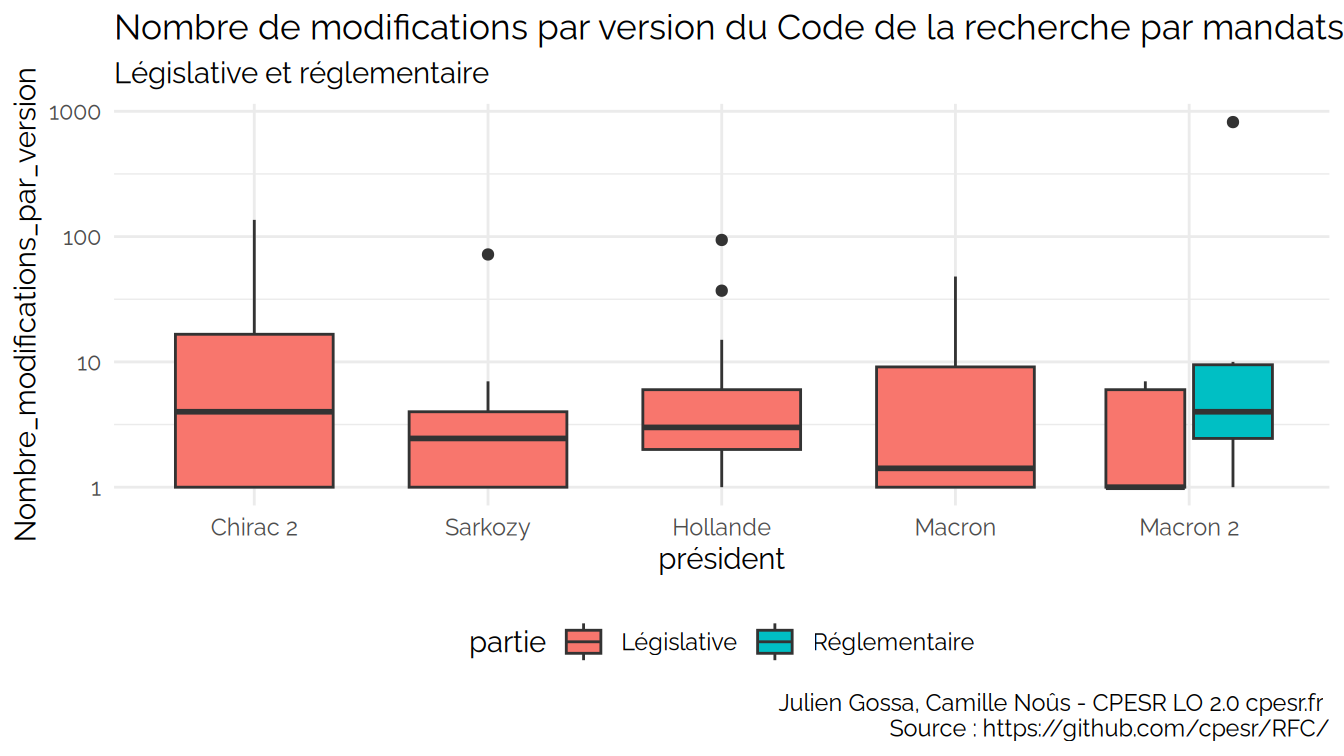 Nombre de modifications par version du Code de la recherche par mandats
Législative et réglementaire
Nombre_modifications_par_version
1000
100
10
1
Chirac 2
Sarkozy
Hollande
Macron
Macron 2
président
partie
Législative
Réglementaire
Julien Gossa, Camille Noûs - CPESR LO 2.0 cpesr.fr
Source : https://github.com/cpesr/RFC/